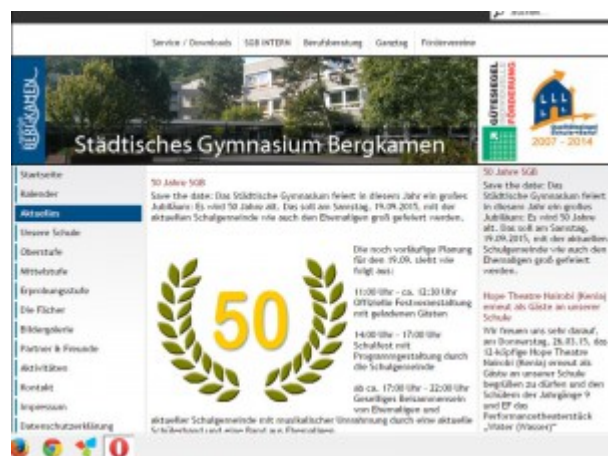 Service / Downloads
SGB INTERN
Berufsberatung
Ganztag
Fördervereine
BERGKAMEN
Städtisches Gymnasium Bergkamen
GÜTESIEGEL
FÖRDERUNG
2007 - 2014
Startseite
Kalender
Aktuelles
Unsere Schule
Oberstufe
Mittelstufe
Erprobungsstufe
Die Fächer
Bildergalerie
Partner & Freunde
Aktivitäten
Kontakt
Impressum
Datenschutzerklärung
50 Jahre SGB
Save the date: Das Städtische Gymnasium feiert in diesem Jahr ein großes
Jubiläum: Es wird 50 Jahre alt. Das soll am Samstag, 19.09.2015, mit der
aktuellen Schulgemeinde wie auch den Ehemaligen groß gefeiert werden.
50
Die noch vorläufige Planung
für den 19.09. sieht wie
folgt aus:
11:00 Uhr - ca. 12:30 Uhr
Offizielle Festveranstaltung
mit geladenen Gästen
14:00 Uhr - 17:00 Uhr
Schulfest mit
Programmgestaltung durch
die Schulgemeinde
ab ca. 17:00 Uhr - 22:00 Uhr
Geselliges Beisammensein
von Ehemaligen und
aktueller Schulgemeinde mit musikalischer Umrahmung durch eine aktuelle
Schülerband und eine Band aus Ehemaligen.
50 Jahre SGB
Save the date: Das
Städtische Gymnasium feiert
in diesem Jahr ein großes
Jubiläum: Es wird 50 Jahre
alt. Das soll am Samstag,
19.09.2015, mit der aktuellen
Schulgemeinde wie auch den
Ehemaligen groß gefeiert
werden.
Hope Theatre Nairobi (Kenia)
erneut als Gäste an unserer
Schule
Wir freuen uns sehr darauf,
am Donnerstag, 26.03.15, das
12-köpfige Hope Theatre
Nairobi (Kenia) erneut als
Gäste an unserer Schule
begrüßen zu dürfen und den
Schülern der Jahrgänge 9
und EF das
Performancetheaterstück
„Water (Wasser)“